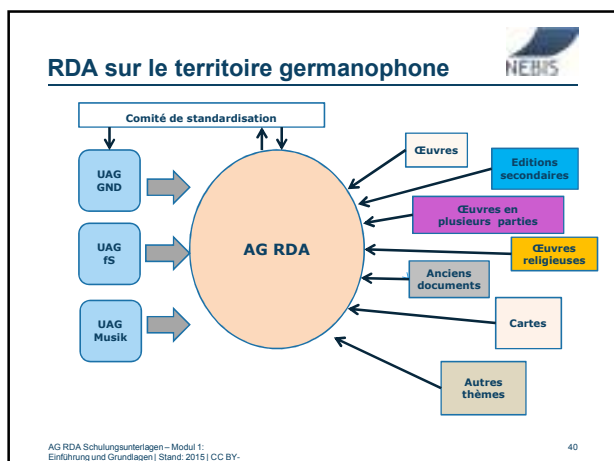 RDA sur le territoire germanophone
NEBIS
Comité de standardisation
UAG
GND
UAG
fS
UAG
Musik
AG RDA
Œuvres
Editions
secondaires
Œuvres en
plusieurs parties
Œuvres
religieuses
Anciens
documents
Cartes
Autres
thèmes
AG RDA Schulungsunterlagen – Modul 1:
Einführung und Grundlagen | Stand: 2015 | CC BY-
40